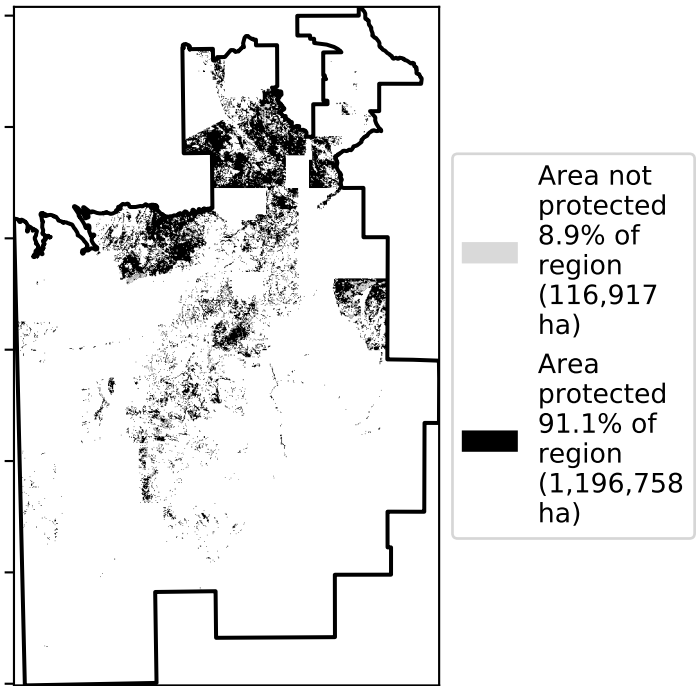 Area not
protected
8.9% of
region
(116,917
ha)
Area
protected
91.1% of
region
(1,196,758
ha)